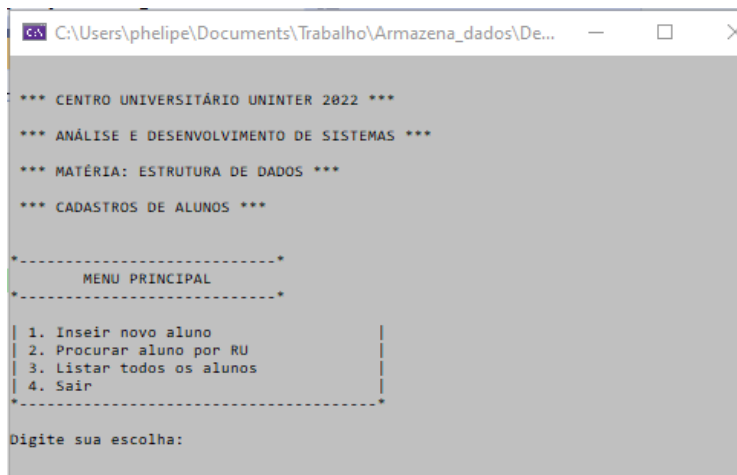 C:\Users\phelipe\Documents\Trabalho\Armazena_dados\De...
*** CENTRO UNIVERSITÁRIO UNINTER 2022 ***
*** ANÁLISE E DESENVOLVIMENTO DE SISTEMAS ***
*** MATÉRIA: ESTRUTURA DE DADOS ***
*** CADASTROS DE ALUNOS ***
*----------------------------*
MENU PRINCIPAL
*----------------------------*
| 1. Inseir novo aluno |
| 2. Procurar aluno por RU |
| 3. Listar todos os alunos |
| 4. Sair |
*---------------------------------------*
Digite sua escolha: